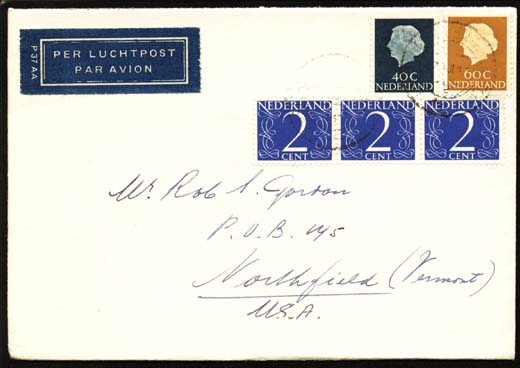 P37AA
PER LUCHTPOST
PAR AVION
40C
NEDERLAND
60C
NEDERLAND
NEDERLAND
2
CENT
NEDERLAND
2
CENT
NEDERLAND
2
CENT
Mr. Rob S. Gordon
P.O.B. 145
Northfield (Vermont)
U.S.A.